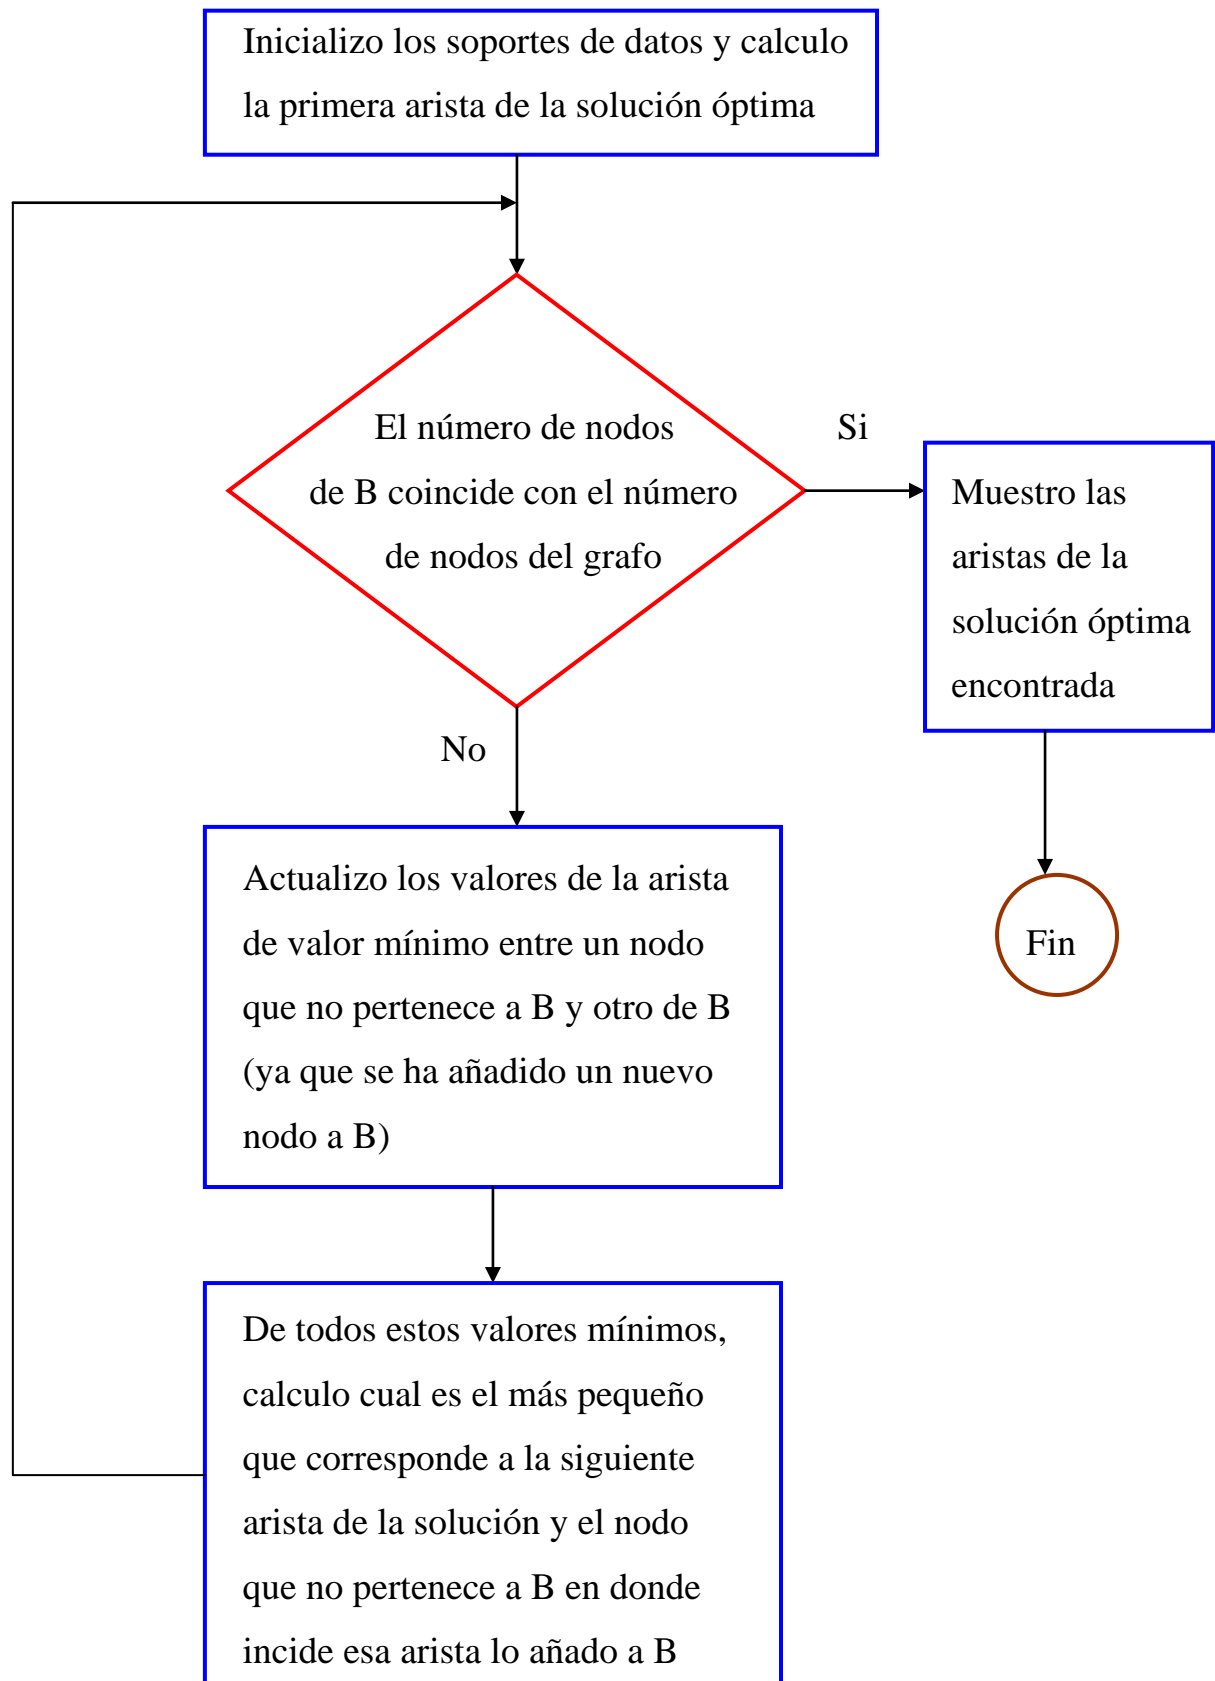 Inicializo los soportes de datos y calculo
la primera arista de la solución óptima
El número de nodos
de B coincide con el número
de nodos del grafo
Si
Muestro las
aristas de la
solución óptima
encontrada
No
Fin
Actualizo los valores de la arista
de valor mínimo entre un nodo
que no pertenece a B y otro de B
(ya que se ha añadido un nuevo
nodo a B)
De todos estos valores mínimos,
calculo cual es el más pequeño
que corresponde a la siguiente
arista de la solución y el nodo
que no pertenece a B en donde
incide esa arista lo añado a B